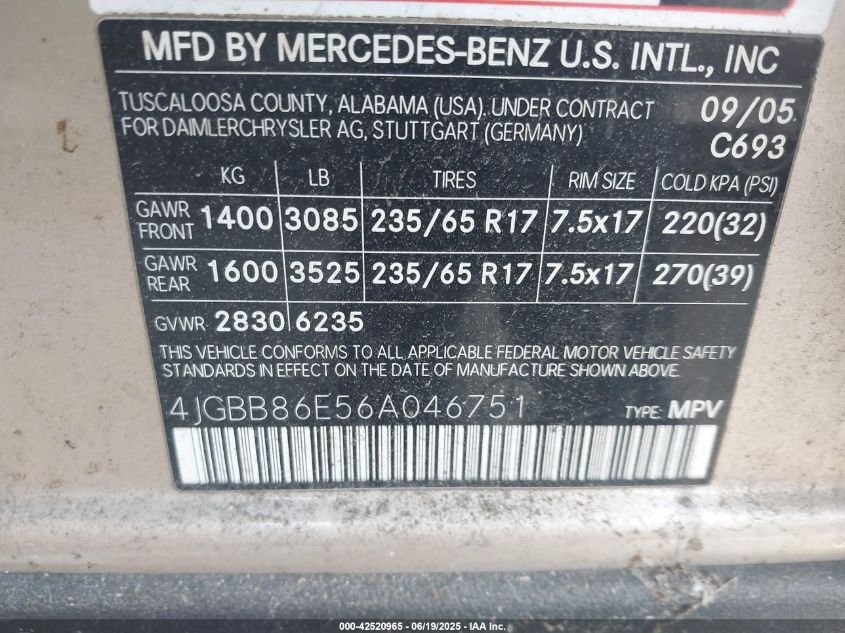 MFD BY MERCEDES-BENZ U.S. INTL., INC
TUSCALOOSA COUNTY, ALABAMA (USA). UNDER CONTRACT 09/05
FOR DAIMLERCHRYSLER AG, STUTTGART (GERMANY) C693
KG LB TIRES RIM SIZE COLD KPA (PSI)
GAWR FRONT 1400 3085 235/65 R17 7.5x17 220(32)
GAWR REAR 1600 3525 235/65 R17 7.5x17 270(39)
GVWR 2830 6235
THIS VEHICLE CONFORMS TO ALL APPLICABLE FEDERAL MOTOR VEHICLE SAFETY
STANDARDS IN EFFECT ON THE DATE OF MANUFACTURE SHOWN ABOVE.
4JGBB86E56A046751 TYPE: MPV
000-42520965 - 06/19/2025 - IAA Inc.